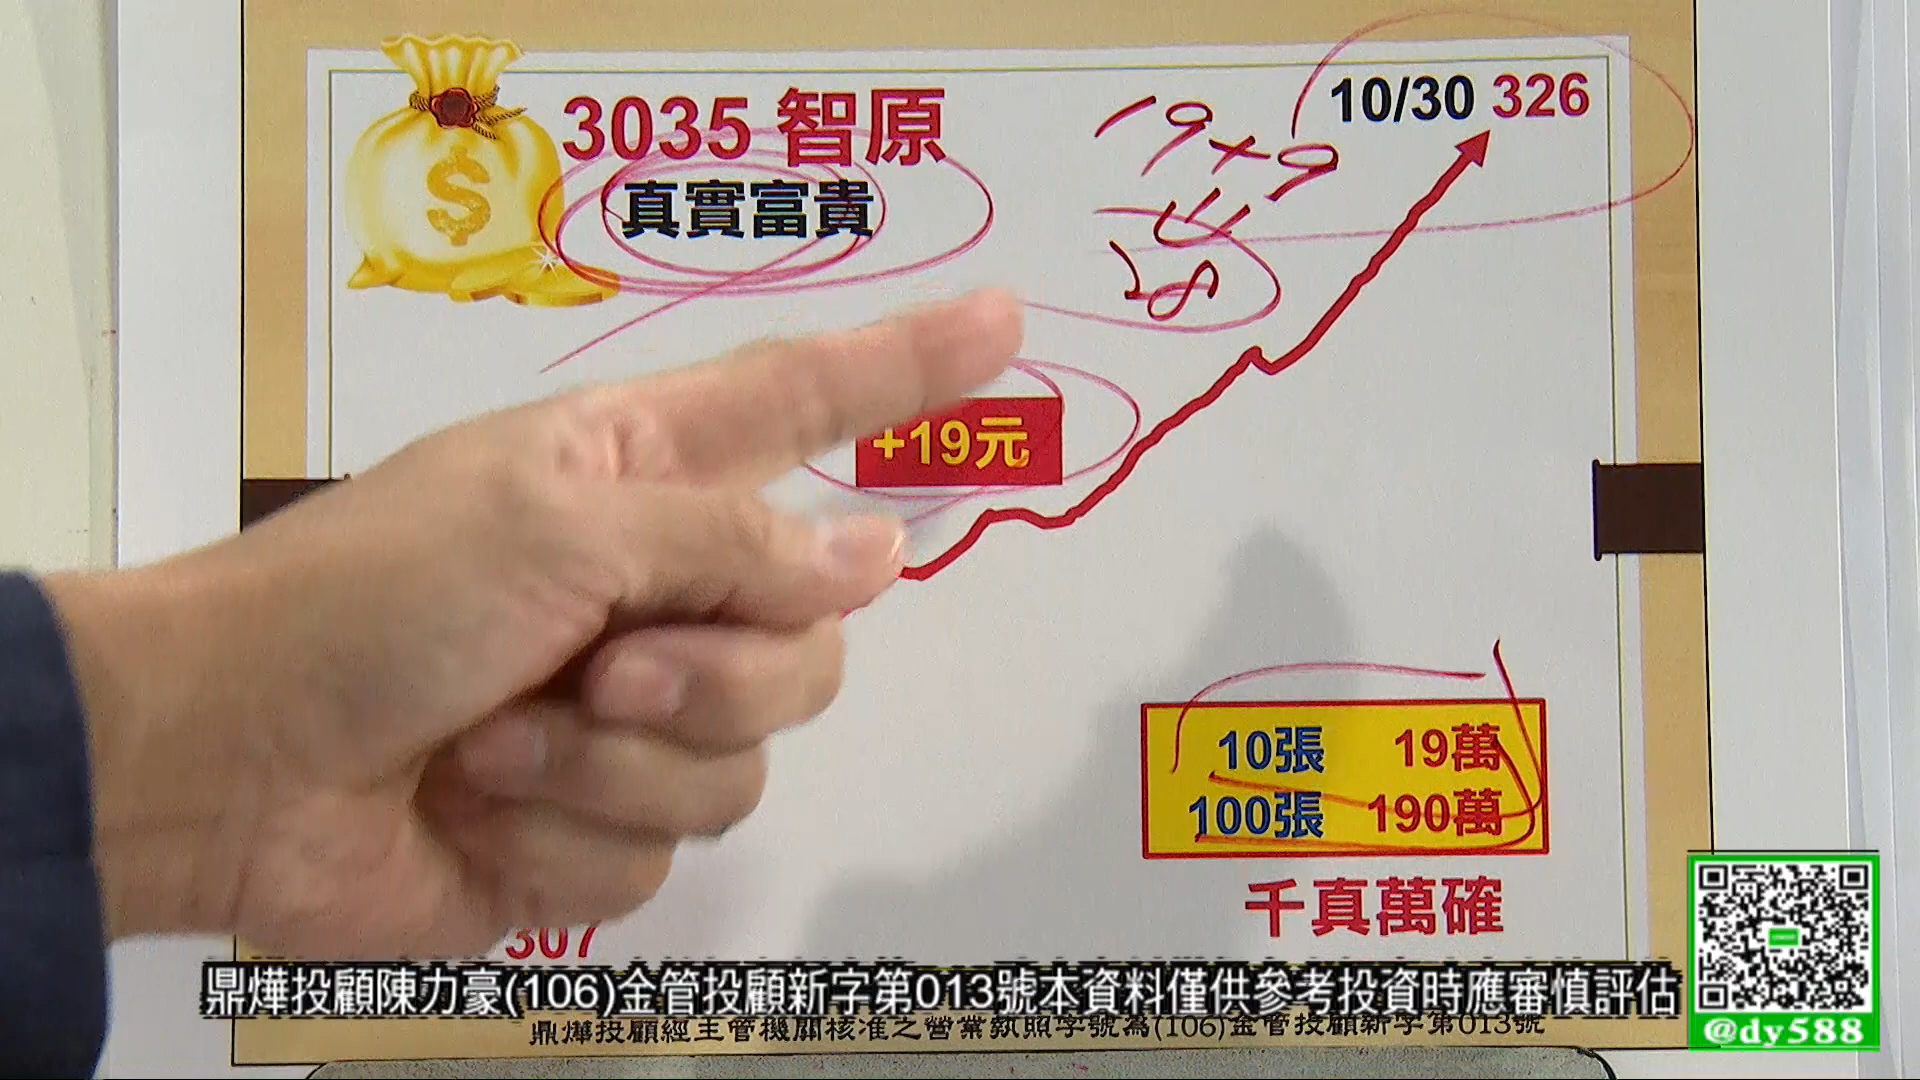 3035 智原
真實富貴
10/30 326
19+9
28
+19元
10張 19萬
100張 190萬
千真萬確
307
鼎燁投顧陳力豪(106)金管投顧新字第013號本資料僅供參考投資時應審慎評估
鼎燁投顧經主管機關核准之營業執照字號為(106)金管投顧新字第013號
@dy588